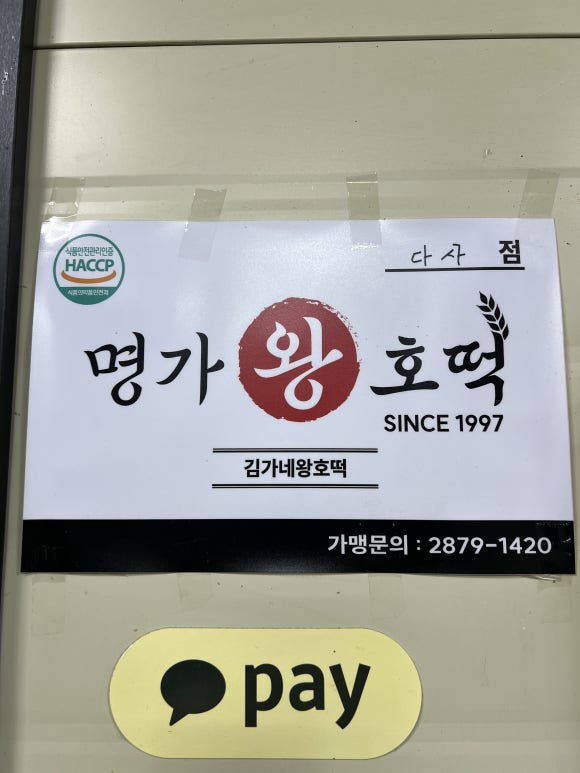 식품안전관리인증
HACCP
식품의약품안전처
다사 점
명가왕호떡
SINCE 1997
김가네왕호떡
가맹문의 : 2879-1420
pay